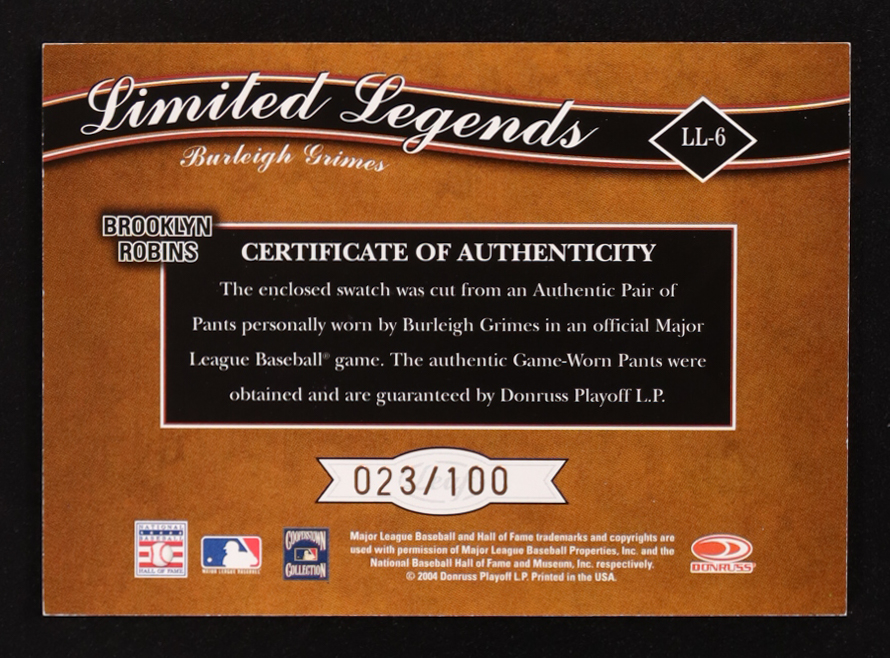 Limited Legends
LL-6
Burleigh Grimes
BROOKLYN
ROBINS
CERTIFICATE OF AUTHENTICITY
The enclosed swatch was cut from an Authentic Pair of
Pants personally worn by Burleigh Grimes in an official Major
League Baseball® game. The authentic Game-Worn Pants were
obtained and are guaranteed by Donruss Playoff L.P.
023/100
NATIONAL
BASEBALL
HALL OF FAME
MAJOR LEAGUE BASEBALL
COOPERSTOWN
COLLECTION
Major League Baseball and Hall of Fame trademarks and copyrights are
used with permission of Major League Baseball Properties, Inc. and the
National Baseball Hall of Fame and Museum, Inc. respectively.
© 2004 Donruss Playoff L.P. Printed in the USA.
DONRUSS